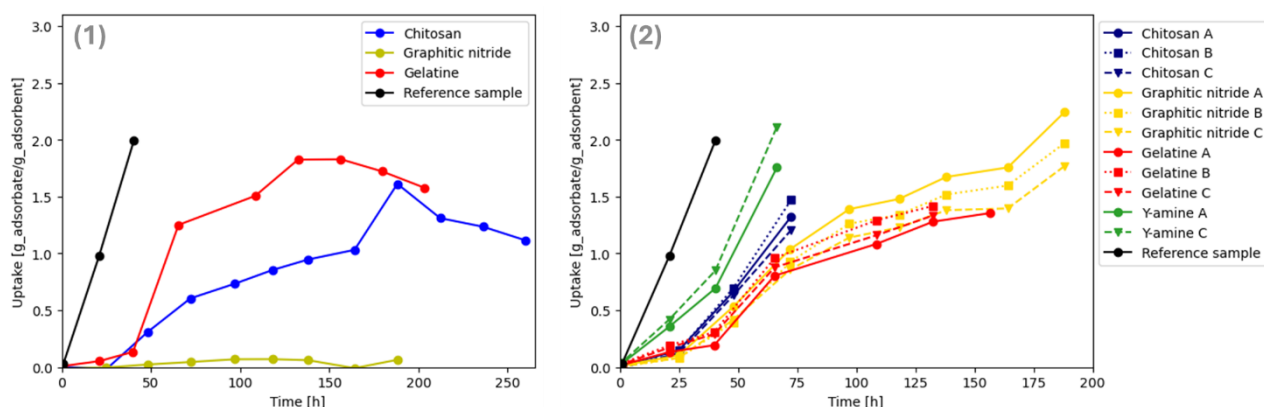 (1)
Uptake [g_adsorbate/g_adsorbent]
3.0
2.5
2.0
1.5
1.0
0.5
0.0
0
50
100
150
200
250
Time [h]
Chitosan
Graphitic nitride
Gelatine
Reference sample
(2)
Uptake [g_adsorbate/g_adsorbent]
3.0
2.5
2.0
1.5
1.0
0.5
0.0
0
25
50
75
100
125
150
175
200
Time [h]
Chitosan A
Chitosan B
Chitosan C
Graphitic nitride A
Graphitic nitride B
Graphitic nitride C
Gelatine A
Gelatine B
Gelatine C
Y-amine A
Y-amine C
Reference sample